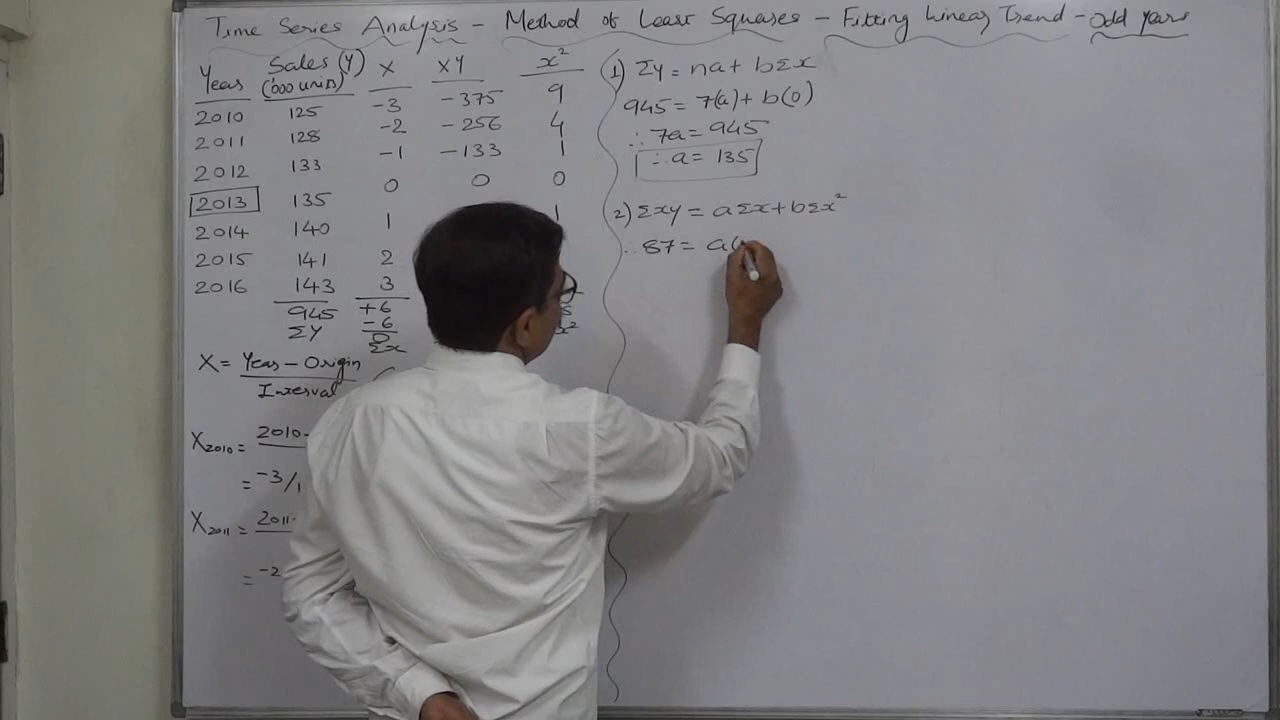 Time Series Analysis - Method of Least Squares - Fitting Linear Trend - Odd Years
Years Sales (Y) ('000 units) X XY x²
2010 125 -3 -375 9
2011 128 -2 -256 4
2012 133 -1 -133 1
2013 135 0 0 0
2014 140 1 1
2015 141 2
2016 143 3
945 +6
ΣY -6
0
Σx
X = Year - Origin
Interval
X2010 = 2010-
= -3/1
X2011 = 2011-
= -2
1) ΣY = na + bΣx
945 = 7(a) + b(0)
∴ 7a = 945
∴ a = 135
2) Σxy = aΣx + bΣx²
∴ 87 = a(